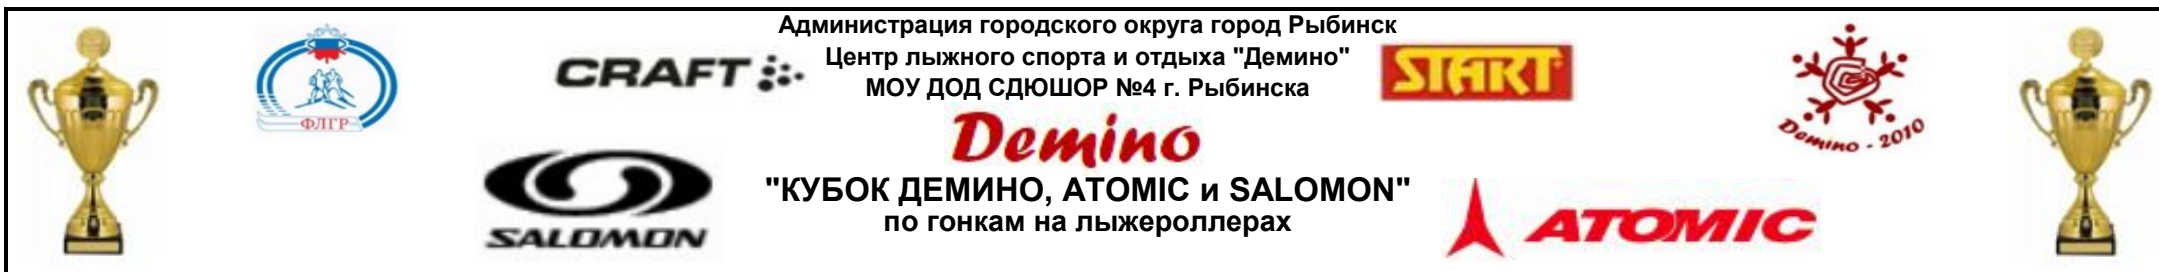 Администрация городского округа город Рыбинск
Центр лыжного спорта и отдыха "Демино"
МОУ ДОД СДЮШОР №4 г. Рыбинска
ФЛГР
CRAFT
START
Demino - 2010
Demino
SALOMON
"КУБОК ДЕМИНО, ATOMIC и SALOMON"
по гонкам на лыжероллерах
ATOMIC